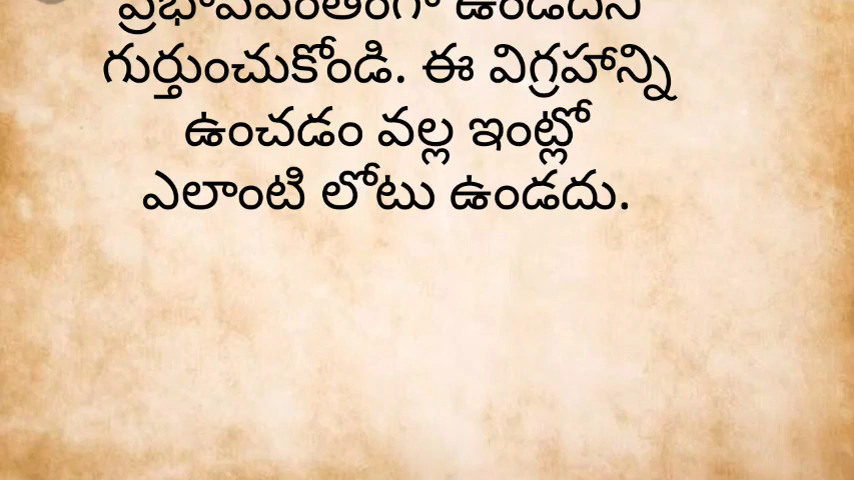 ప్రభావవంతంగా ఉండదని
గుర్తుంచుకోండి. ఈ విగ్రహాన్ని
ఉంచడం వల్ల ఇంట్లో
ఎలాంటి లోటు ఉండదు.